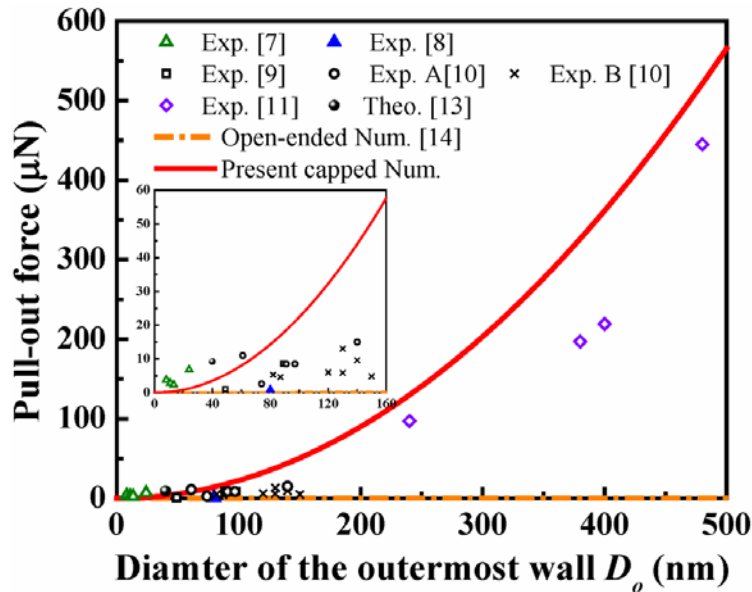 600
500
400
300
200
100
0
Pull-out force (μN)
Exp. [7]
Exp. [8]
Exp. [9]
Exp. A[10]
Exp. B [10]
Exp. [11]
Theo. [13]
Open-ended Num. [14]
Present capped Num.
60
50
40
30
20
10
0
0 40 80 120 160
0 100 200 300 400 500
Diamter of the outermost wall D_o (nm)